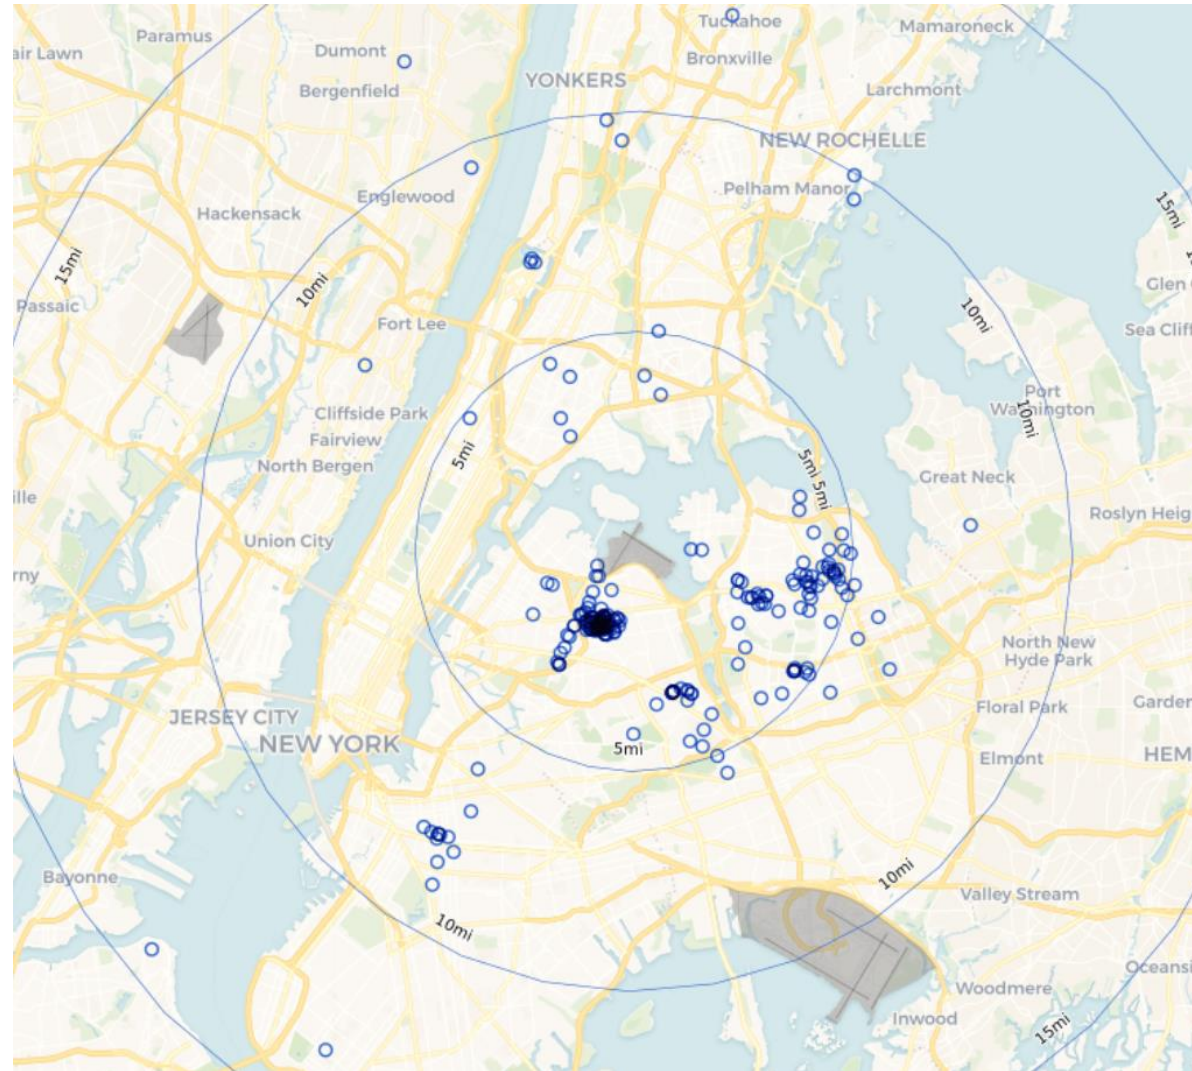 Tuckahoe
Mamaroneck
Paramus
air Lawn
Dumont
Bronxville
YONKERS
Bergenfield
Larchmont
NEW ROCHELLE
Pelham Manor
Englewood
Hackensack
15mi
15mi
10mi
Glen
Passaic
10mi
Fort Lee
Sea Cliff
Port
Washington
Cliffside Park
10mi
Fairview
5mi
North Bergen
5mi
5mi
Great Neck
ille
Roslyn Heig
Union City
rny
North New
Hyde Park
Garder
Floral Park
JERSEY CITY
NEW YORK
5mi
Elmont
HEM
Bayonne
10mi
Valley Stream
10mi
Oceansi
Woodmere
Inwood
15mi